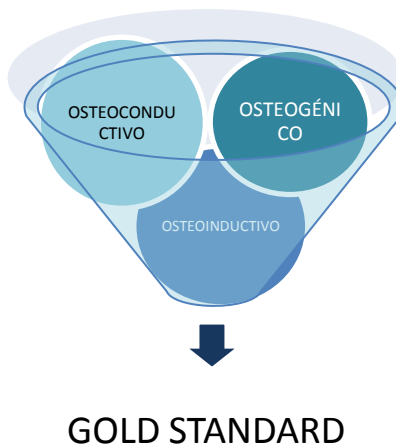 OSTEOCONDU
CTIVO
OSTEOGÉNI
CO
OSTEOINDUCTIVO
GOLD STANDARD